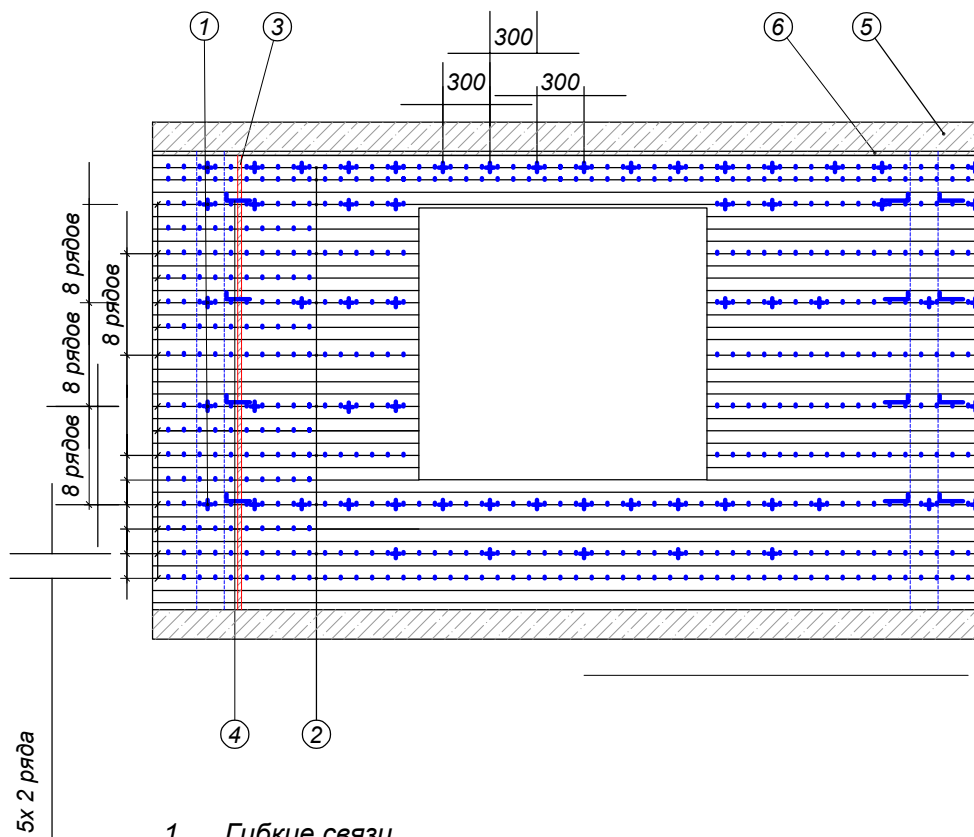 1 3 6 5
300
300 300
8 рядов
8 рядов
8 рядов
8 рядов
4 2
5х 2 ряда
1 Гибкие связи